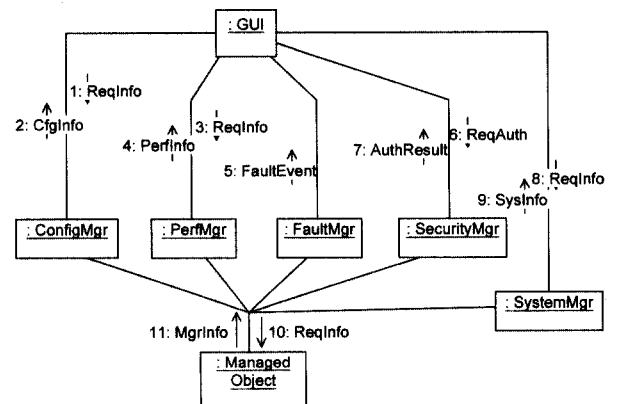 : GUI
1: ReqInfo
2: CfgInfo
3: ReqInfo
4: PerfInfo
5: FaultEvent
6: ReqAuth
7: AuthResult
8: ReqInfo
9: SysInfo
: ConfigMgr
: PerfMgr
: FaultMgr
: SecurityMgr
: SystemMgr
11: MgrInfo
10: ReqInfo
: Managed
Object